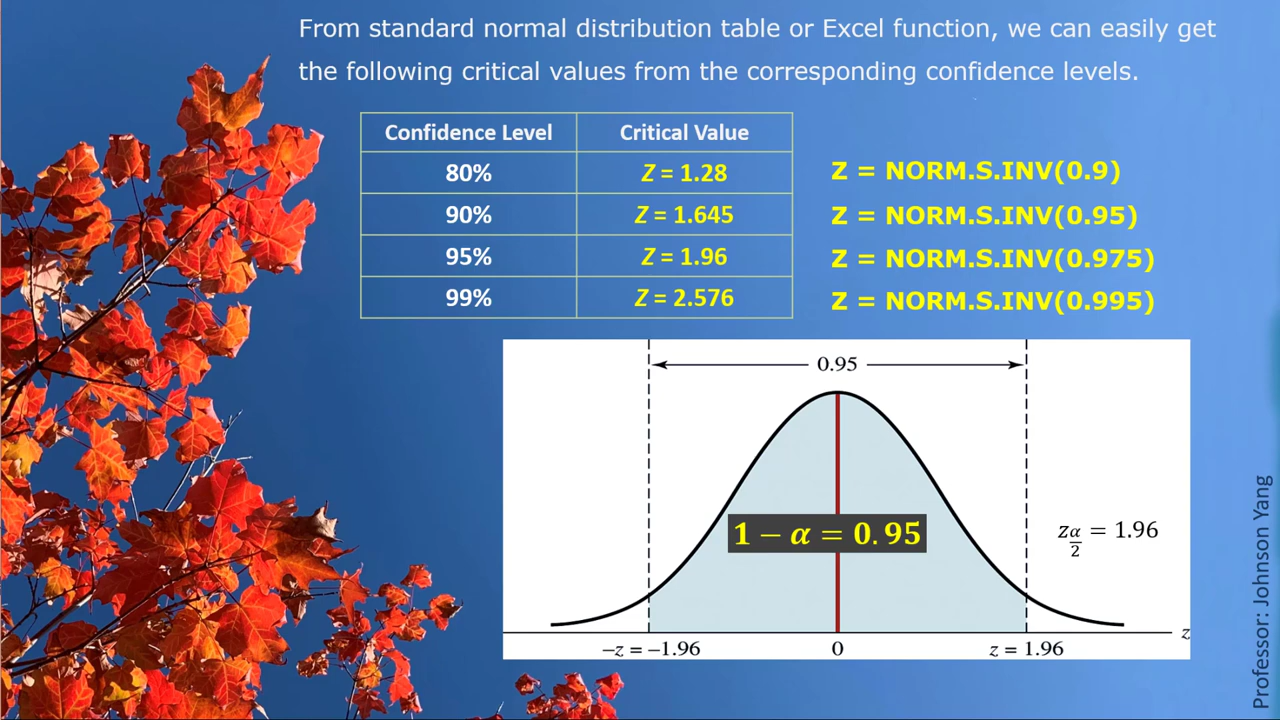 From standard normal distribution table or Excel function, we can easily get
the following critical values from the corresponding confidence levels.
Confidence Level Critical Value
80% Z = 1.28 Z = NORM.S.INV(0.9)
90% Z = 1.645 Z = NORM.S.INV(0.95)
95% Z = 1.96 Z = NORM.S.INV(0.975)
99% Z = 2.576 Z = NORM.S.INV(0.995)
0.95
1 − α = 0.95
zα/2 = 1.96
z
−z = −1.96 0 z = 1.96
Professor: Johnson Yang